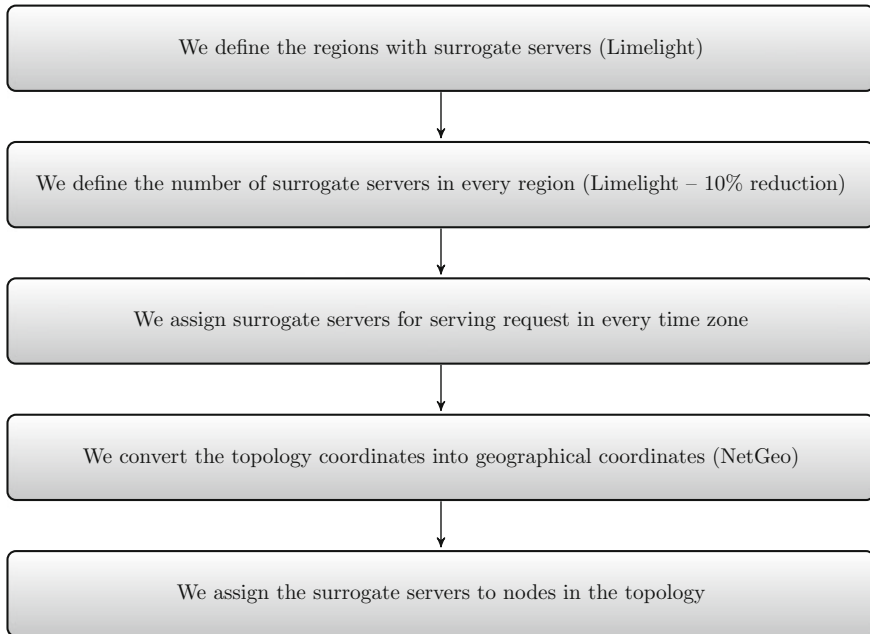 We define the regions with surrogate servers (Limelight)
We define the number of surrogate servers in every region (Limelight – 10% reduction)
We assign surrogate servers for serving request in every time zone
We convert the topology coordinates into geographical coordinates (NetGeo)
We assign the surrogate servers to nodes in the topology